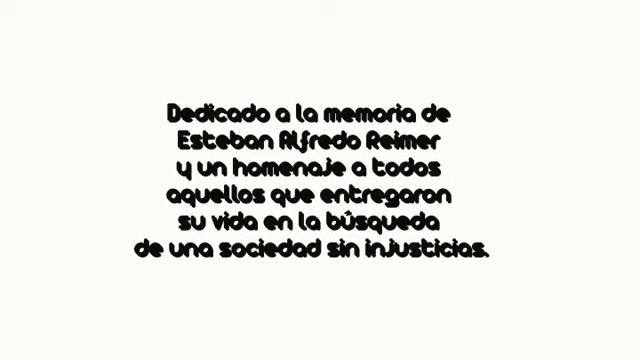 Dedicado a la memoria de
Esteban Alfredo Reimer
y un homenaje a todos
aquellos que entregaron
su vida en la búsqueda
de una sociedad sin injusticias.